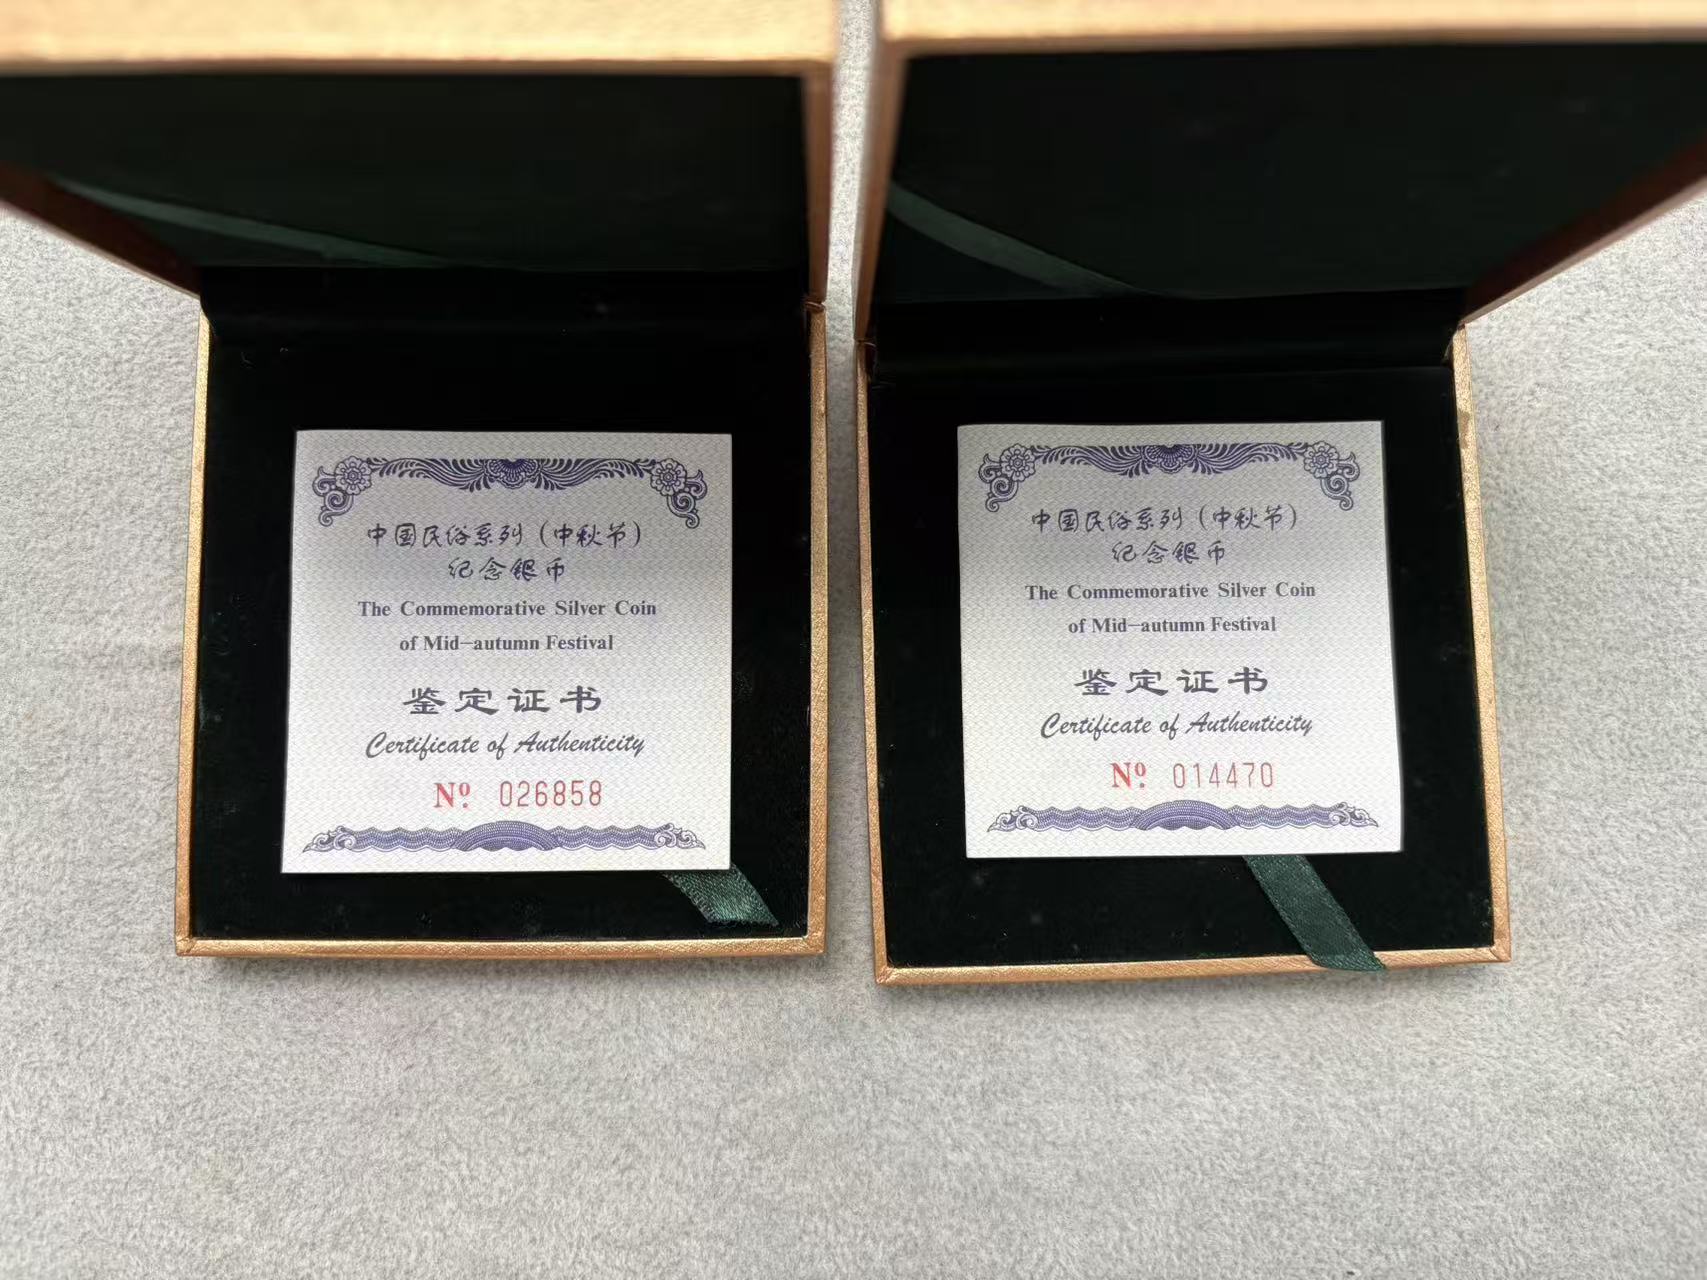 中国民俗系列（中秋节）
纪念银币
The Commemorative Silver Coin
of Mid-autumn Festival
鉴定证书
Certificate of Authenticity
Nº. 026858
中国民俗系列（中秋节）
纪念银币
The Commemorative Silver Coin
of Mid-autumn Festival
鉴定证书
Certificate of Authenticity
Nº. 014470